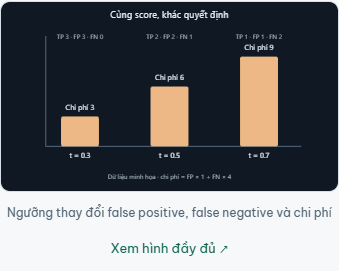 Cùng score, khác quyết định
TP 3 · FP 3 · FN 0
TP 2 · FP 2 · FN 1
TP 1 · FP 1 · FN 2
Chi phí 3
Chi phí 6
Chi phí 9
t = 0.3
t = 0.5
t = 0.7
Dữ liệu minh họa · chi phí = FP × 1 + FN × 4
Ngưỡng thay đổi false positive, false negative và chi phí
Xem hình đầy đủ ↗